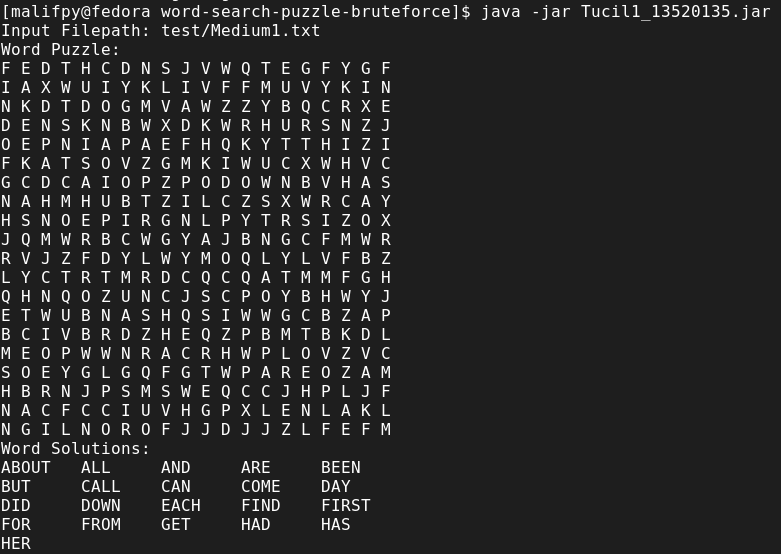 [malifpy@fedora word-search-puzzle-bruteforce]$ java -jar Tucil1_13520135.jar
Input Filepath: test/Medium1.txt
Word Puzzle:
F E D T H C D N S J V W Q T E G F Y G F
I A X W U I Y K L I V F F M U V Y K I N
N K D T D O G M V A W Z Z Y B Q C R X E
D E N S K N B W X D K W R H U R S N Z J
O E P N I A P A E F H Q K Y T T H I Z I
F K A T S O V Z G M K I W U C X W H V C
G C D C A I O P Z P O D O W N B V H A S
N A H M H U B T Z I L C Z S X W R C A Y
H S N O E P I R G N L P Y T R S I Z O X
J Q M W R B C W G Y A J B N G C F M W R
R V J Z F D Y L W Y M O Q L Y L V F B Z
L Y C T R T M R D C Q C Q A T M M F G H
Q H N Q O Z U N C J S C P O Y B H W Y J
E T W U B N A S H Q S I W W G C B Z A P
B C I V B R D Z H E Q Z P B M T B K D L
M E O P W W N R A C R H W P L O V Z V C
S O E Y G L G Q F G T W P A R E O Z A M
H B R N J P S M S W E Q C C J H P L J F
N A C F C C I U V H G P X L E N L A K L
N G I L N O R O F J J D J J Z L F E F M
Word Solutions:
ABOUT ALL AND ARE BEEN
BUT CALL CAN COME DAY
DID DOWN EACH FIND FIRST
FOR FROM GET HAD HAS
HER